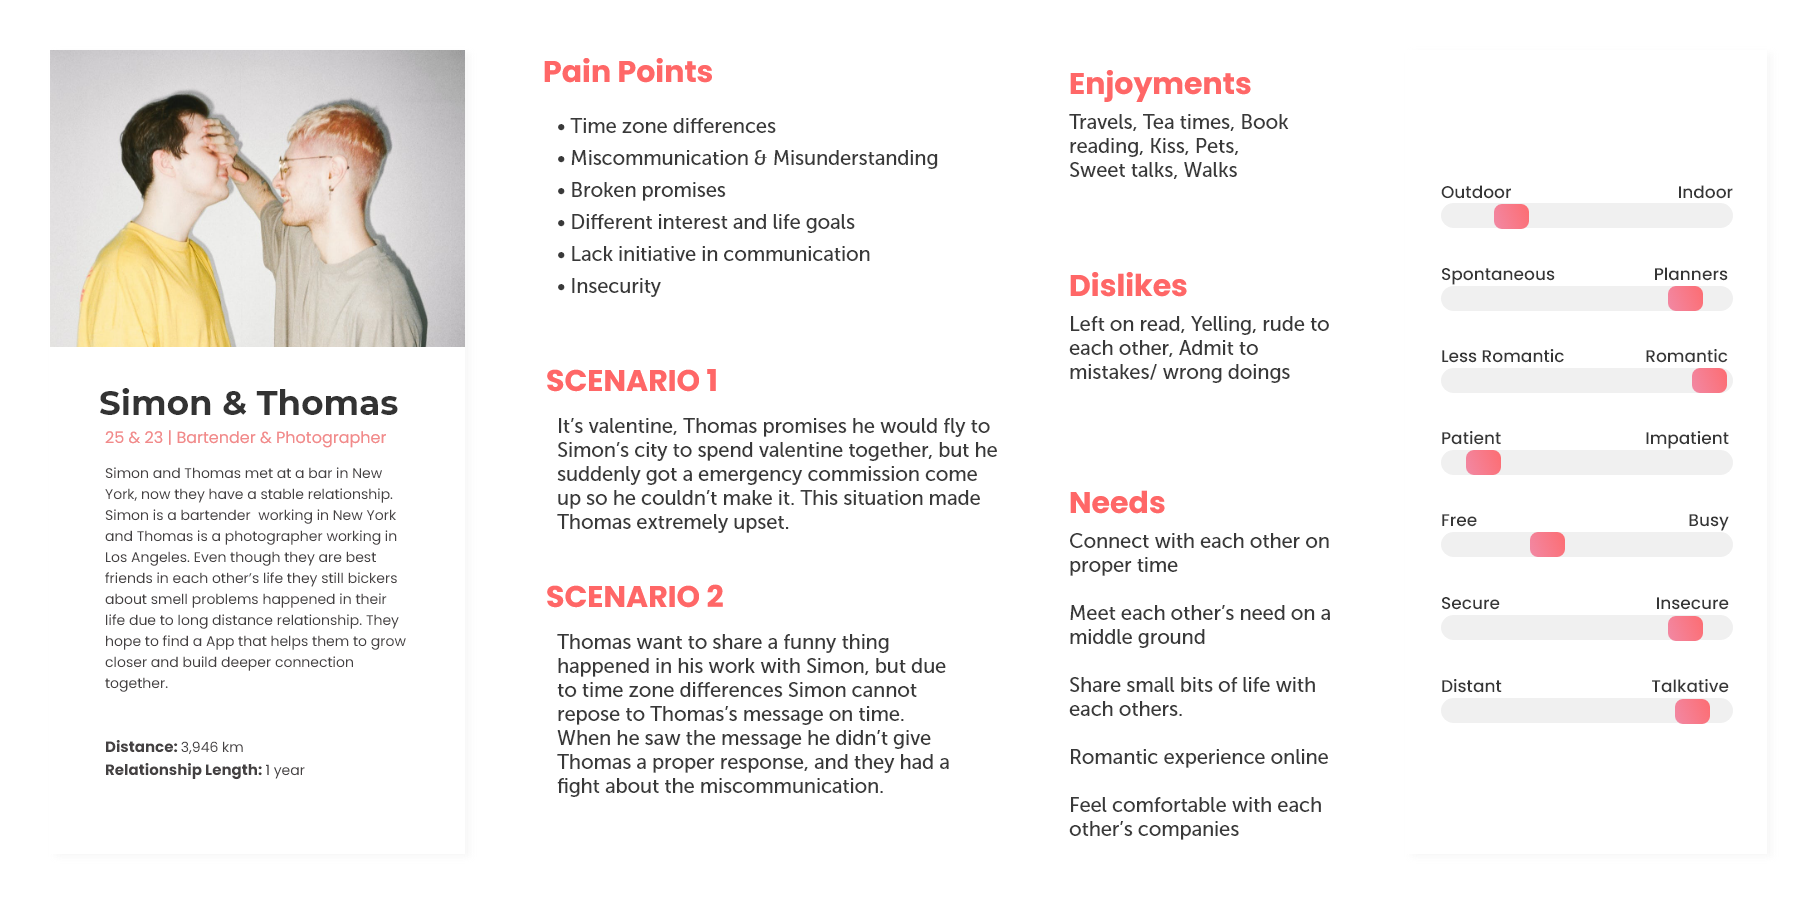 Simon & Thomas
25 & 23 | Bartender & Photographer
Simon and Thomas met at a bar in New
York, now they have a stable relationship.
Simon is a bartender  working in New York
and Thomas is a photographer working in
Los Angeles. Even though they are best
friends in each other's life they still bickers
about smell problems happened in their
life due to long distance relationship. They
hope to find a App that helps them to grow
closer and build deeper connection
together.
Distance: 3,946 km
Relationship Length: 1 year
Pain Points
• Time zone differences
• Miscommunication & Misunderstanding
• Broken promises
• Different interest and life goals
• Lack initiative in communication
• Insecurity
SCENARIO 1
It's valentine, Thomas promises he would fly to
Simon's city to spend valentine together, but he
suddenly got a emergency commission come
up so he couldn't make it. This situation made
Thomas extremely upset.
SCENARIO 2
Thomas want to share a funny thing
happened in his work with Simon, but due
to time zone differences Simon cannot
repose to Thomas's message on time.
When he saw the message he didn't give
Thomas a proper response, and they had a
fight about the miscommunication.
Enjoyments
Travels, Tea times, Book
reading, Kiss, Pets,
Sweet talks, Walks
Dislikes
Left on read, Yelling, rude to
each other, Admit to
mistakes/ wrong doings
Needs
Connect with each other on
proper time
Meet each other's need on a
middle ground
Share small bits of life with
each others.
Romantic experience online
Feel comfortable with each
other's companies
Outdoor Indoor
Spontaneous Planners
Less Romantic Romantic
Patient Impatient
Free Busy
Secure Insecure
Distant Talkative